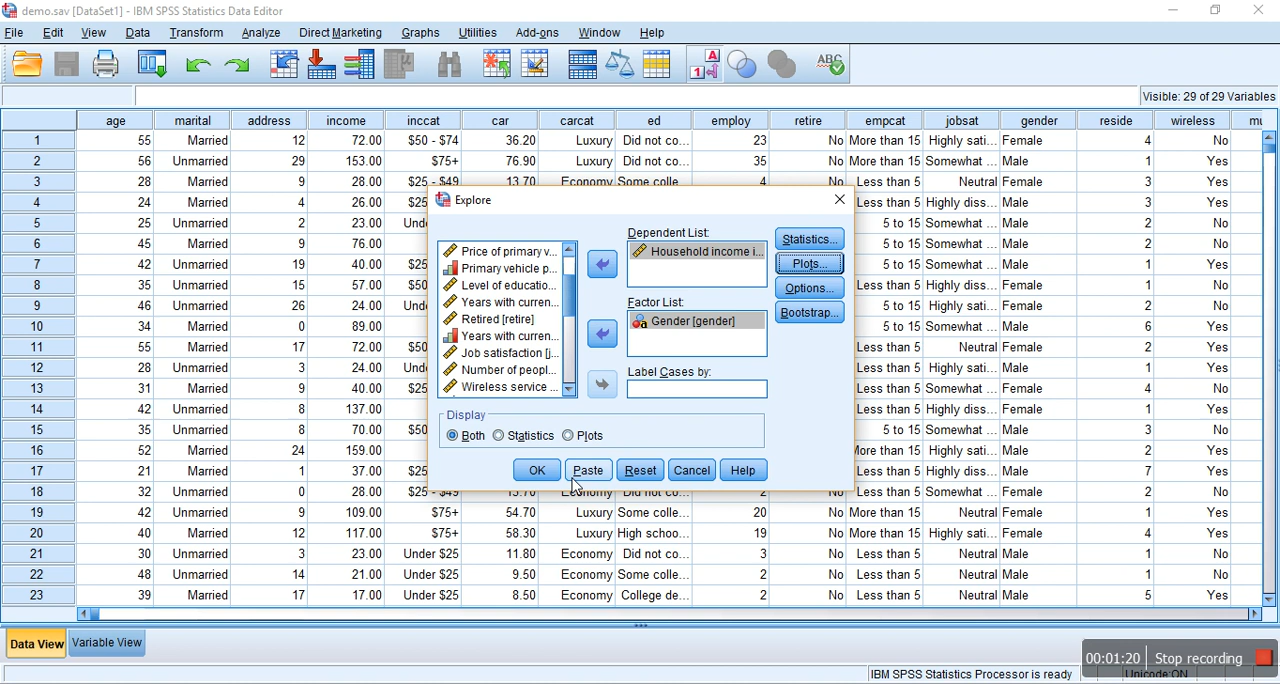 demo.sav [DataSet1] - IBM SPSS Statistics Data Editor
File Edit View Data Transform Analyze Direct Marketing Graphs Utilities Add-ons Window Help
Visible: 29 of 29 Variables
age marital address income inccat car carcat ed employ retire empcat jobsat gender reside wireless mu
1 55 Married 12 72.00 $50 - $74 36.20 Luxury Did not co... 23 No More than 15 Highly sati... Female 4 No
2 56 Unmarried 29 153.00 $75+ 76.90 Luxury Did not co... 35 No More than 15 Somewhat ... Male 1 Yes
3 28 Married 9 28.00 $25 - $49 13.70 Economy Some colle... 4 No Less than 5 Neutral Female 3 Yes
4 24 Married 4 26.00 $25 Less than 5 Highly diss... Male 3 Yes
5 25 Unmarried 2 23.00 Und 5 to 15 Somewhat ... Male 2 No
6 45 Married 9 76.00 5 to 15 Somewhat ... Male 2 No
7 42 Unmarried 19 40.00 $25 5 to 15 Somewhat ... Male 1 Yes
8 35 Unmarried 15 57.00 $50 Less than 5 Highly diss... Female 1 No
9 46 Unmarried 26 24.00 Und 5 to 15 Highly sati... Female 2 No
10 34 Married 0 89.00 5 to 15 Somewhat ... Male 6 Yes
11 55 Married 17 72.00 $50 Less than 5 Neutral Female 2 Yes
12 28 Married 3 24.00 Und Less than 5 Highly sati... Male 4 Yes
13 31 Married 9 40.00 $25 Less than 5 Somewhat ... Female 4 No
14 42 Unmarried 8 137.00 Less than 5 Highly diss... Male 1 Yes
15 35 Unmarried 8 70.00 $50 5 to 15 Somewhat ... Male 3 No
16 52 Married 24 159.00 More than 15 Highly sati... Male 2 Yes
17 21 Married 1 37.00 $25 Less than 5 Highly diss... Male 7 Yes
18 32 Unmarried 0 28.00 $25 - $49 13.70 Economy Did not co... 2 No Less than 5 Somewhat ... Female 2 No
19 42 Unmarried 9 109.00 $75+ 54.70 Luxury Some colle... 20 No More than 15 Neutral Female 1 No
20 40 Married 12 117.00 $75+ 58.30 Luxury High schoo... 19 No More than 15 Highly sati... Female 4 Yes
21 30 Unmarried 3 23.00 Under $25 11.80 Economy Did not co... 3 No Less than 5 Neutral Male 1 No
22 48 Unmarried 14 21.00 Under $25 9.50 Economy Some colle... 2 No Less than 5 Neutral Male 1 No
23 39 Married 17 17.00 Under $25 8.50 Economy College de... 2 No Less than 5 Neutral Male 5 Yes
Explore
Price of primary v...
Primary vehicle p...
Level of educatio...
Years with curren...
Retired [retire]
Years with curren...
Job satisfaction [j...
Number of peopl...
Wireless service ...
Dependent List:
Household income i...
Factor List:
Gender [gender]
Label Cases by:
Statistics...
Plots...
Options...
Bootstrap...
Display
Both Statistics Plots
OK Paste Reset Cancel Help
Data View Variable View
IBM SPSS Statistics Processor is ready Unicode:ON
00:01:20 Stop recording